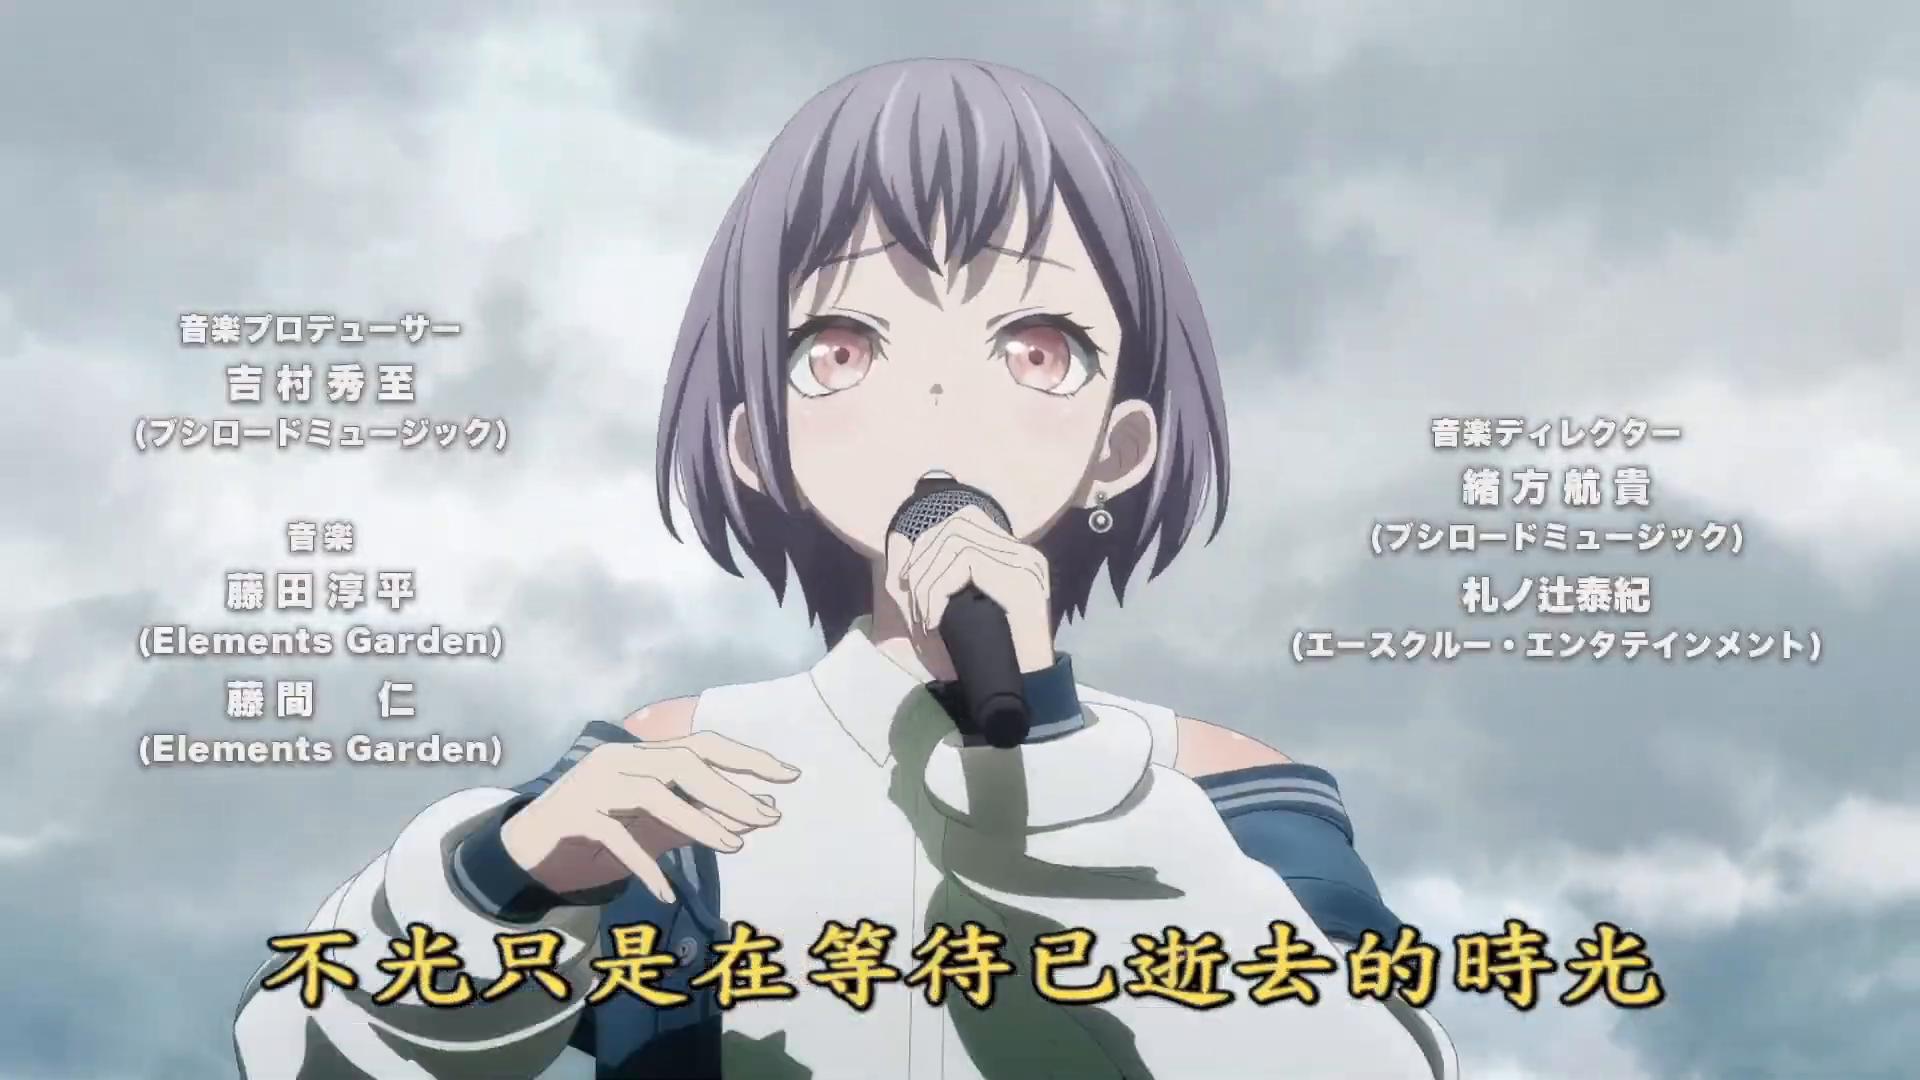 音楽プロデューサー
吉村秀至
(ブシロードミュージック)
音楽
藤田淳平
(Elements Garden)
藤間　仁
(Elements Garden)
音楽ディレクター
緒方航貴
(ブシロードミュージック)
札ノ辻泰紀
(エースクルー・エンタテインメント)
不光只是在等待已逝去的時光